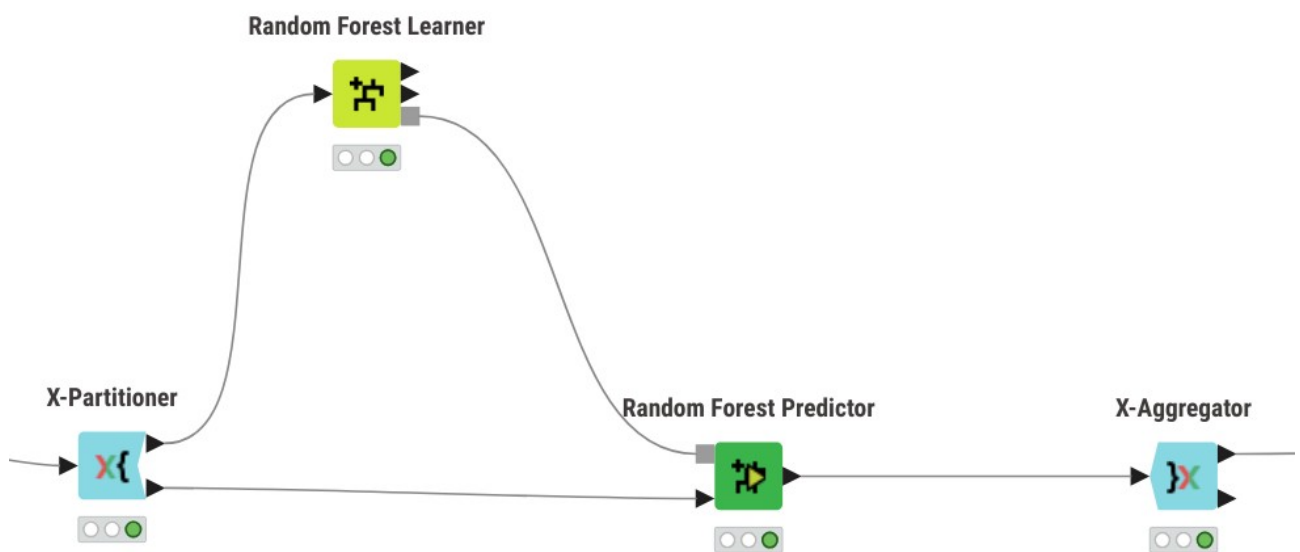 Random Forest Learner
X-Partitioner
Random Forest Predictor
X-Aggregator
X{
}X